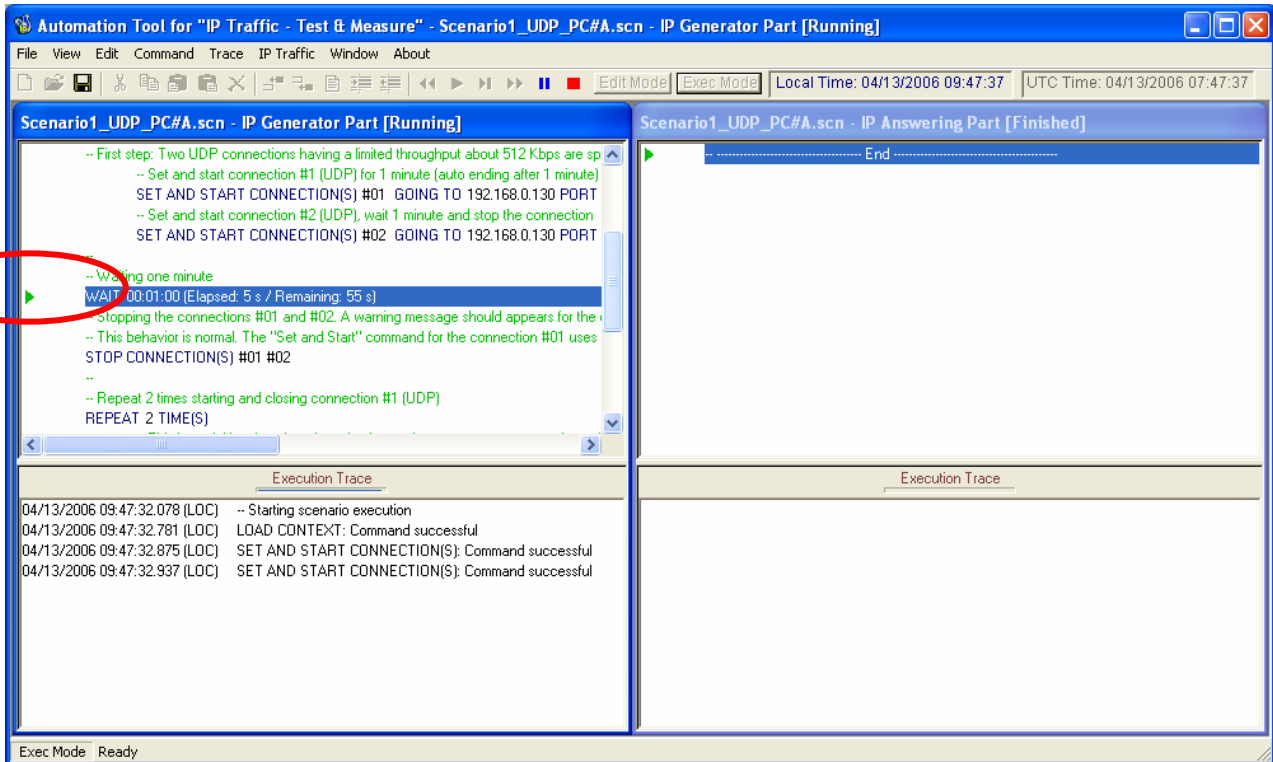 Automation Tool for "IP Traffic - Test & Measure" - Scenario1_UDP_PC#A.scn - IP Generator Part [Running]
File View Edit Command Trace IP Traffic Window About
Edit Mode Exec Mode Local Time: 04/13/2006 09:47:37 UTC Time: 04/13/2006 07:47:37
Scenario1_UDP_PC#A.scn - IP Generator Part [Running]
-- First step: Two UDP connections having a limited throughput about 512 Kbps are sp
-- Set and start connection #1 (UDP) for 1 minute (auto ending after 1 minute)
SET AND START CONNECTION(S) #01 GOING TO 192.168.0.130 PORT
-- Set and start connection #2 (UDP), wait 1 minute and stop the connection
SET AND START CONNECTION(S) #02 GOING TO 192.168.0.130 PORT
--
-- Waiting one minute
WAIT 00:01:00 (Elapsed: 5 s / Remaining: 55 s)
-- Stopping the connections #01 and #02. A warning message should appears for the
-- This behavior is normal. The "Set and Start" command for the connection #01 uses
STOP CONNECTION(S) #01 #02
--
-- Repeat 2 times starting and closing connection #1 (UDP)
REPEAT 2 TIME(S)
Execution Trace
04/13/2006 09:47:32.078 (LOC) -- Starting scenario execution
04/13/2006 09:47:32.781 (LOC) LOAD CONTEXT: Command successful
04/13/2006 09:47:32.875 (LOC) SET AND START CONNECTION(S): Command successful
04/13/2006 09:47:32.937 (LOC) SET AND START CONNECTION(S): Command successful
Scenario1_UDP_PC#A.scn - IP Answering Part [Finished]
-- ------------------------------------ End -----------------------------------------
Execution Trace
Exec Mode Ready